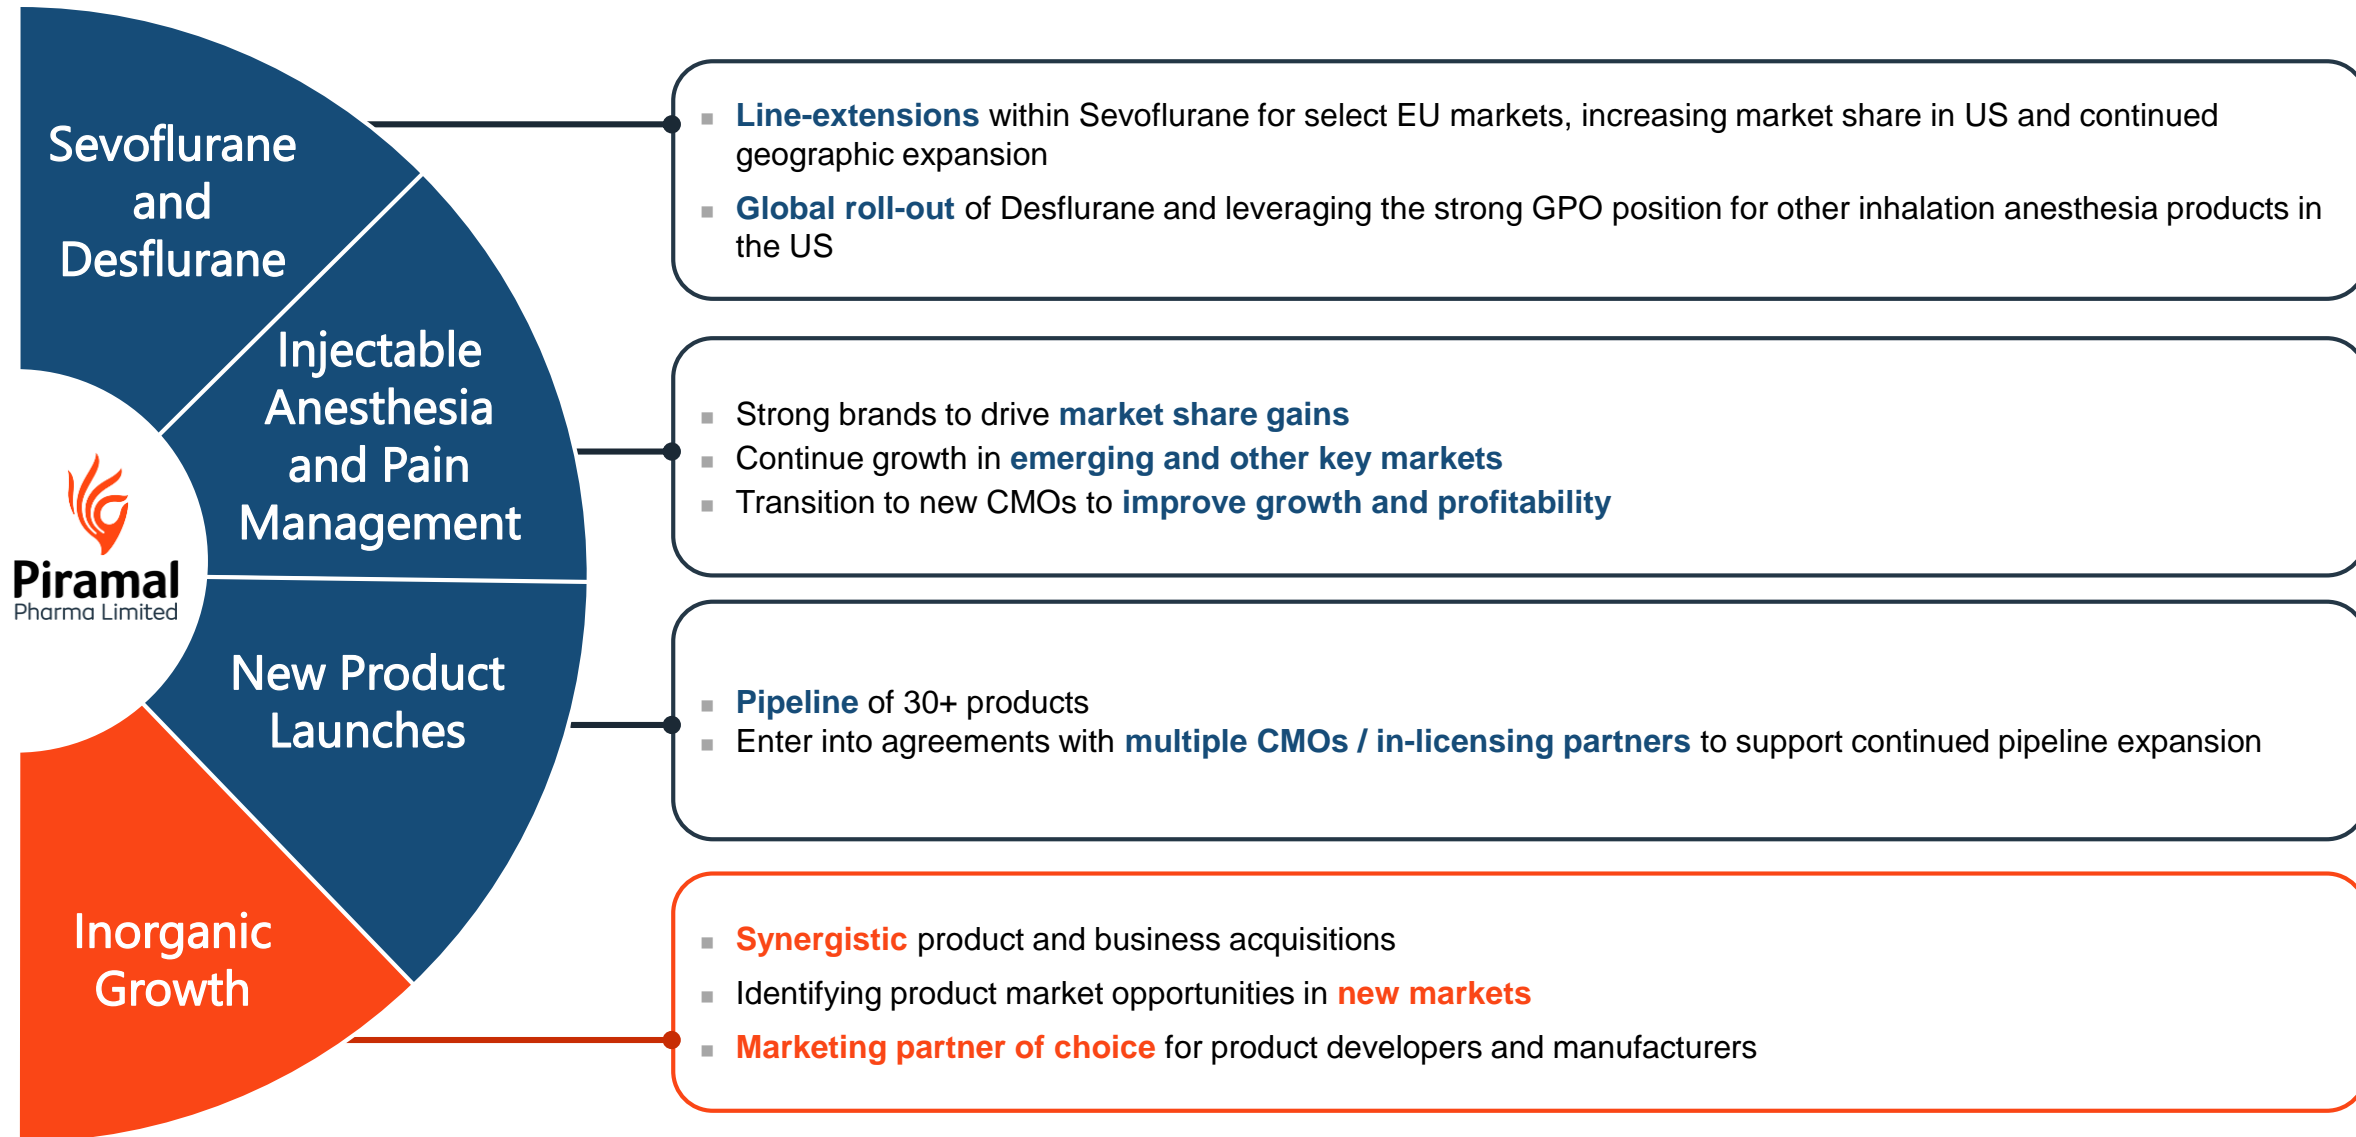 Sevoflurane
and
Desflurane
Line-extensions within Sevoflurane for select EU markets, increasing market share in US and continued
geographic expansion
Global roll-out of Desflurane and leveraging the strong GPO position for other inhalation anesthesia products in
the US
Injectable
Anesthesia
and Pain
Management
Strong brands to drive market share gains
Continue growth in emerging and other key markets
Transition to new CMOs to improve growth and profitability
Piramal
Pharma Limited
New Product
Launches
Pipeline of 30+ products
Enter into agreements with multiple CMOs / in-licensing partners to support continued pipeline expansion
Inorganic
Growth
Synergistic product and business acquisitions
Identifying product market opportunities in new markets
Marketing partner of choice for product developers and manufacturers